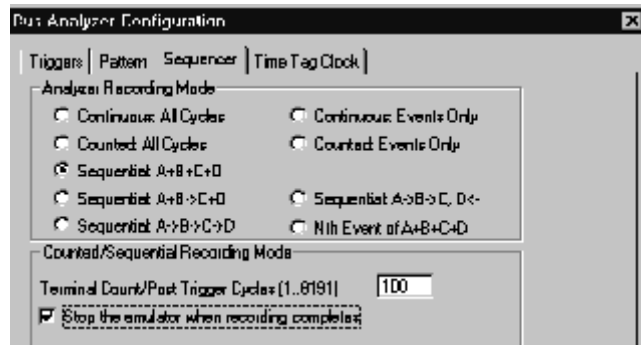 Bus Analyzer Configuration
Triggers Pattern Sequencer Time Tag Clock
Analyzer Recording Mode
Continuous: All Cycles Continuous: Events Only
Counted: All Cycles Counted: Events Only
Sequential: A+B+C+D
Sequential: A+B->C+D Sequential: A->B->C, D<-
Sequential: A->B->C->D Nth Event of A+B+C+D
Counted/Sequential Recording Mode
Terminal Count/Post Trigger Cycles (1..8191) 100
Stop the emulator when recording completes